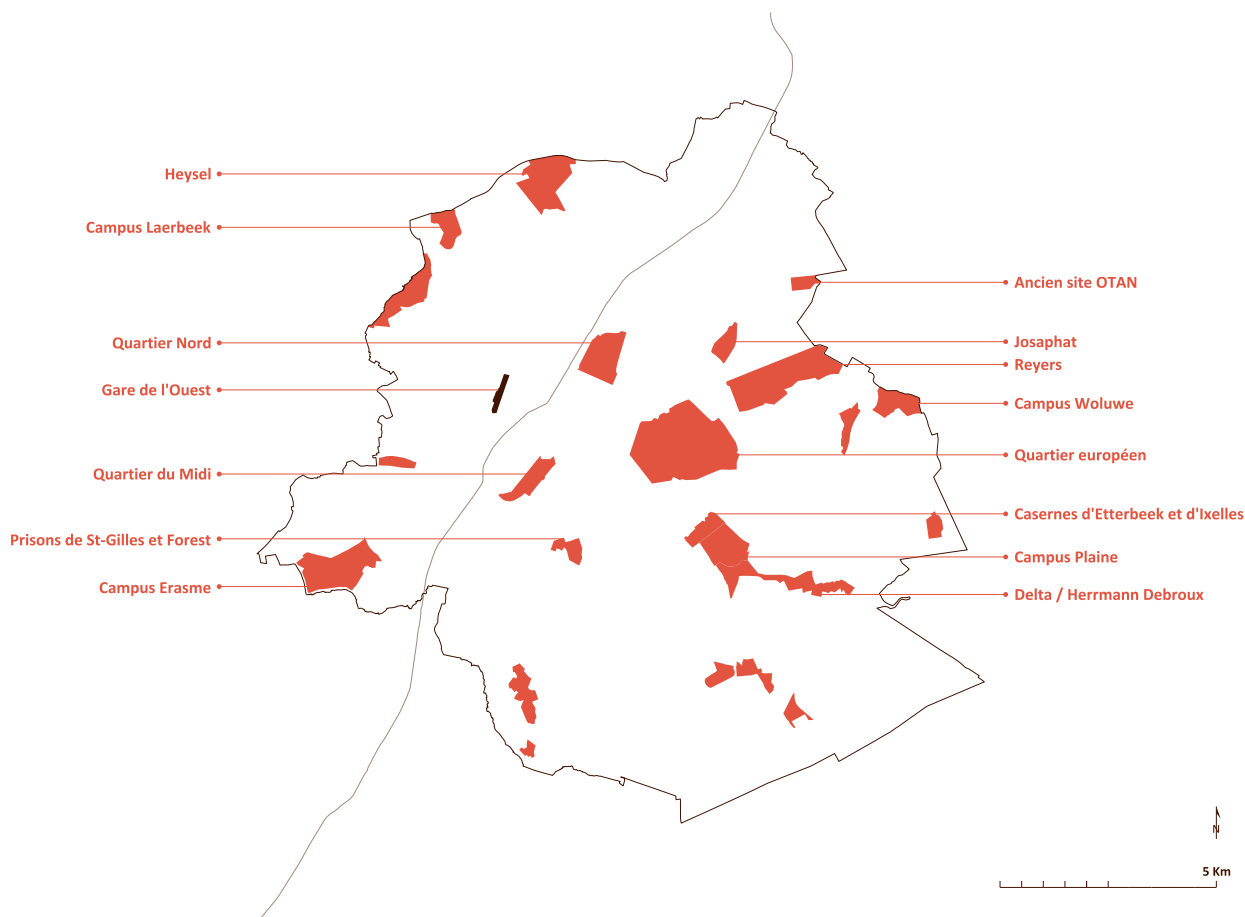 Heysel
Campus Laerbeek
Ancien site OTAN
Quartier Nord
Josaphat
Reyers
Gare de l'Ouest
Campus Woluwe
Quartier européen
Quartier du Midi
Casernes d'Etterbeek et d'Ixelles
Prisons de St-Gilles et Forest
Campus Plaine
Campus Erasme
Delta / Herrmann Debroux
N
5 Km